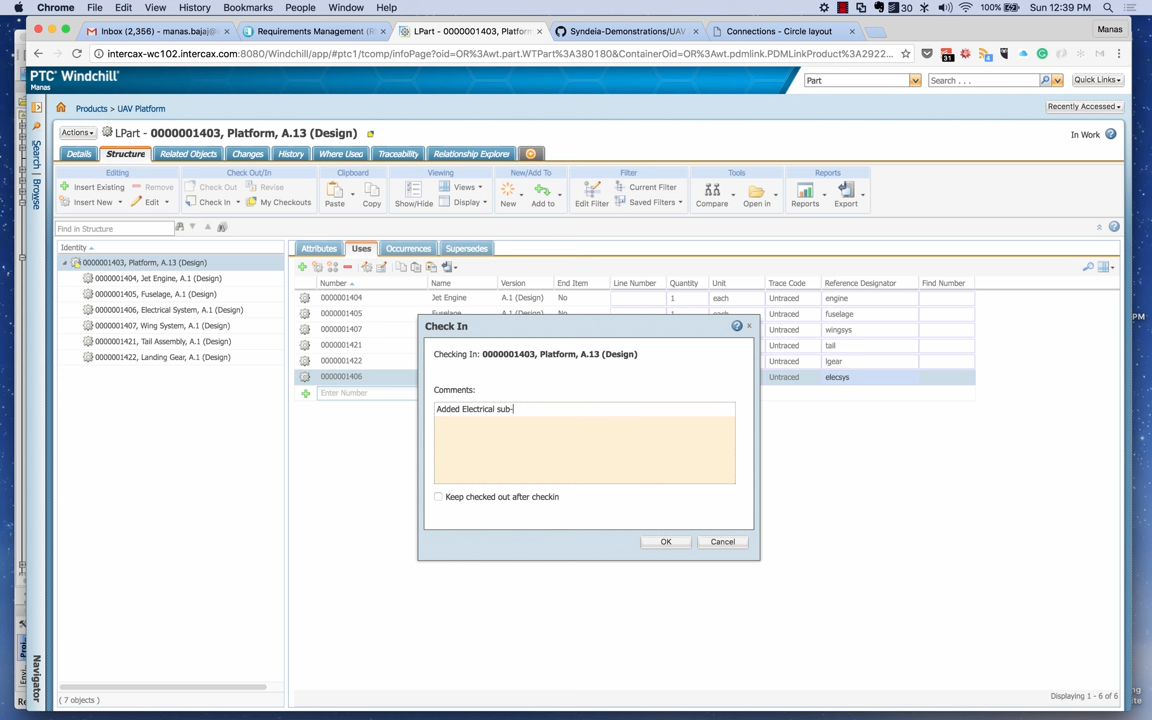 Chrome File Edit View History Bookmarks People Window Help 30 100% Sun 12:39 PM
Gmail - Inbox (2,356) - manas.bajaj@ × Requirements Management (R × LPart - 0000001403, Platform, × Syndeia-Demonstrations/UAV × Connections - Circle layout × Manas
intercax-wc102.intercax.com:8080/Windchill/app/#ptc1/tcomp/infoPage?oid=OR%3Awt.part.WTPart%3A380180&ContainerOid=OR%3Awt.pdmlink.PDMLinkProduct%3A2922... 31
PTC Windchill
Manas
Part Search . . . Quick Links
Products > UAV Platform Recently Accessed
Actions LPart - 0000001403, Platform, A.13 (Design) In Work
Details Structure Related Objects Changes History Where Used Traceability Relationship Explorer
Editing Check Out/In Clipboard Viewing New/Add To Filter Tools Reports
Insert Existing Remove Check Out Revise Views Current Filter
Insert New Edit Check In My Checkouts Paste Copy Show/Hide Display New Add to Edit Filter Saved Filters Compare Open in Reports Export
Search
Browse
Find in Structure
Identity
0000001403, Platform, A.13 (Design)
0000001404, Jet Engine, A.1 (Design)
0000001405, Fuselage, A.1 (Design)
0000001406, Electrical System, A.1 (Design)
0000001407, Wing System, A.1 (Design)
0000001421, Tail Assembly, A.1 (Design)
0000001422, Landing Gear, A.1 (Design)
( 7 objects )
Navigator
Attributes Uses Occurrences Supersedes
Number Name Version End Item Line Number Quantity Unit Trace Code Reference Designator Find Number
0000001404 Jet Engine A.1 (Design) No 1 each Untraced engine
0000001405 Fuselage A.1 (Design) No 1 each Untraced fuselage
0000001407 Untraced wingsys
0000001421 Untraced tail
0000001422 Untraced lgear
0000001406 Untraced elecsys
Enter Number
Check In
Checking In: 0000001403, Platform, A.13 (Design)
Comments:
Added Electrical sub-
Keep checked out after checkin
OK Cancel
Displaying 1 - 6 of 6
PM